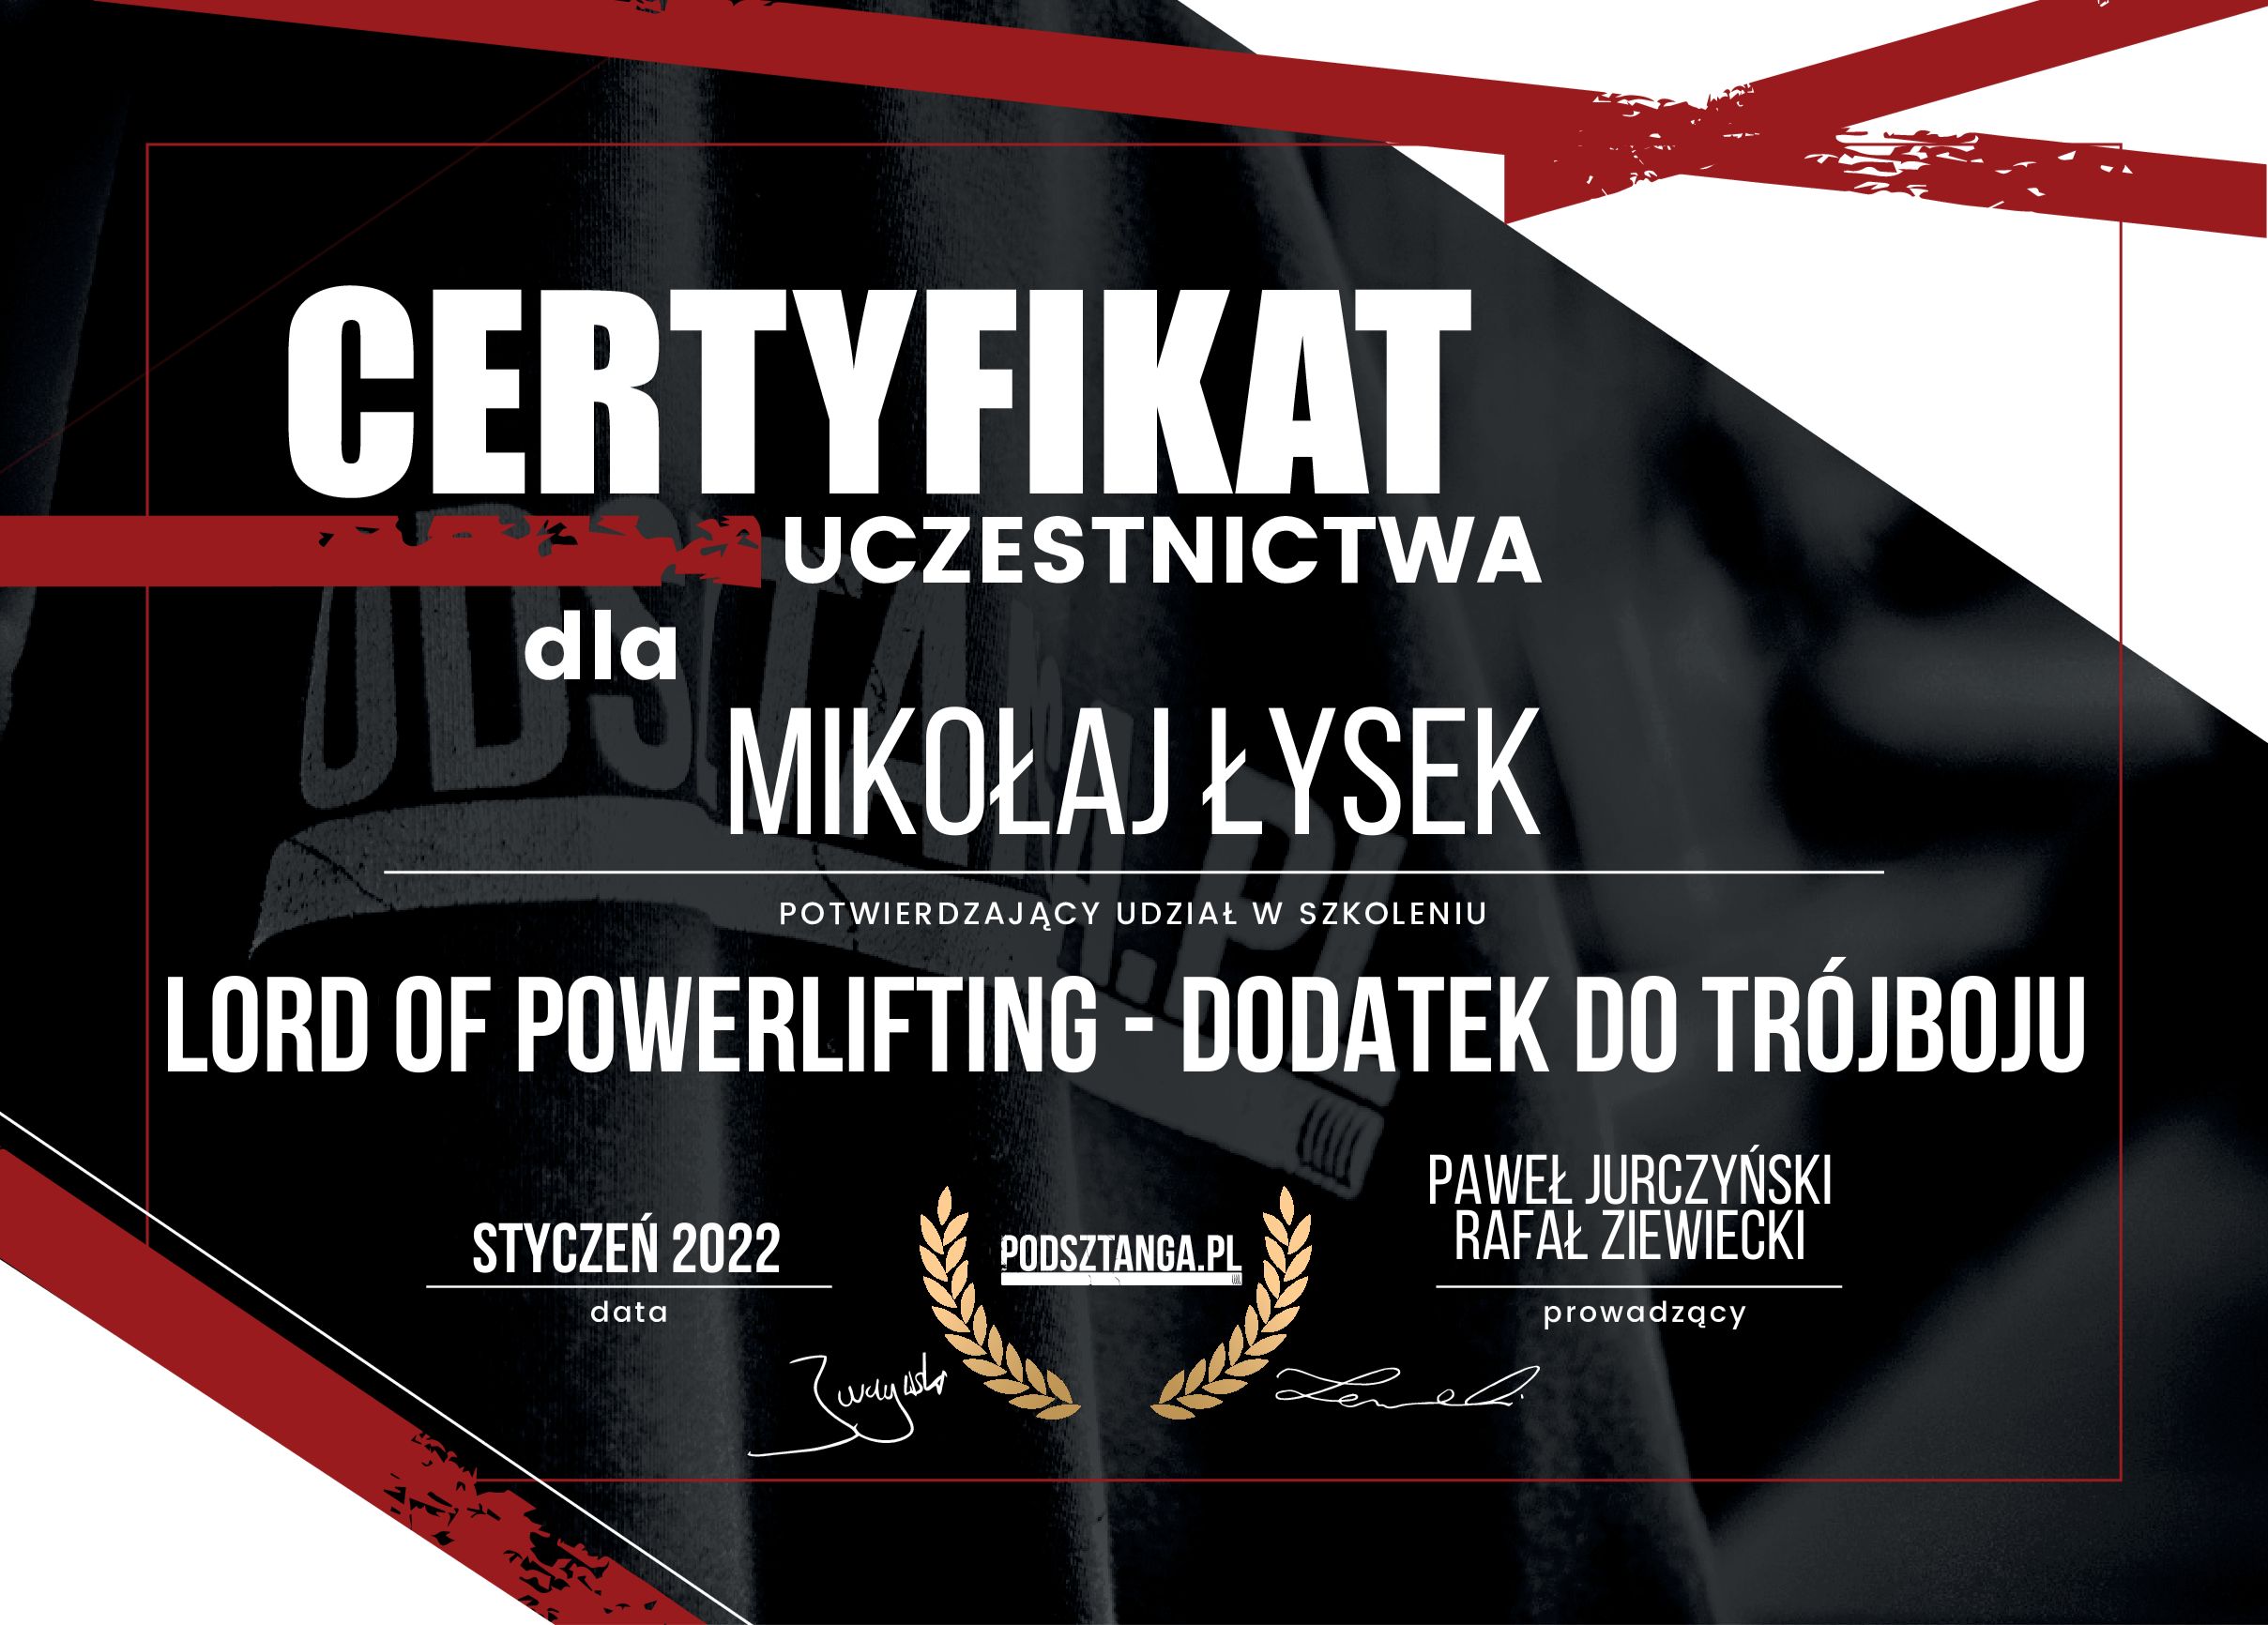 CERTYFIKAT
UCZESTNICTWA
dla
MIKOŁAJ ŁYSEK
POTWIERDZAJĄCY UDZIAŁ W SZKOLENIU
LORD OF POWERLIFTING - DODATEK DO TRÓJBOJU
PAWEŁ JURCZYŃSKI
RAFAŁ ZIEWIECKI
STYCZEŃ 2022
PODSZTANGA.PL
data
prowadzący